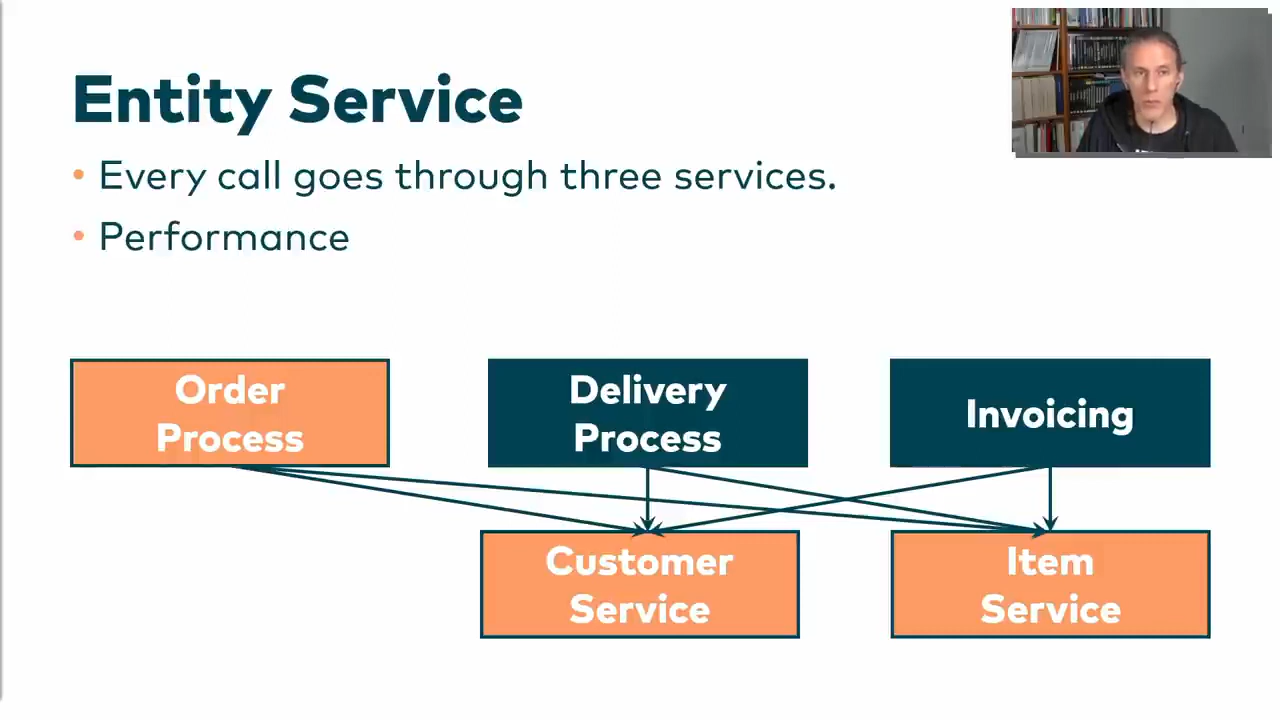 Entity Service
• Every call goes through three services.
• Performance
Order
Process
Delivery
Process
Invoicing
Customer
Service
Item
Service